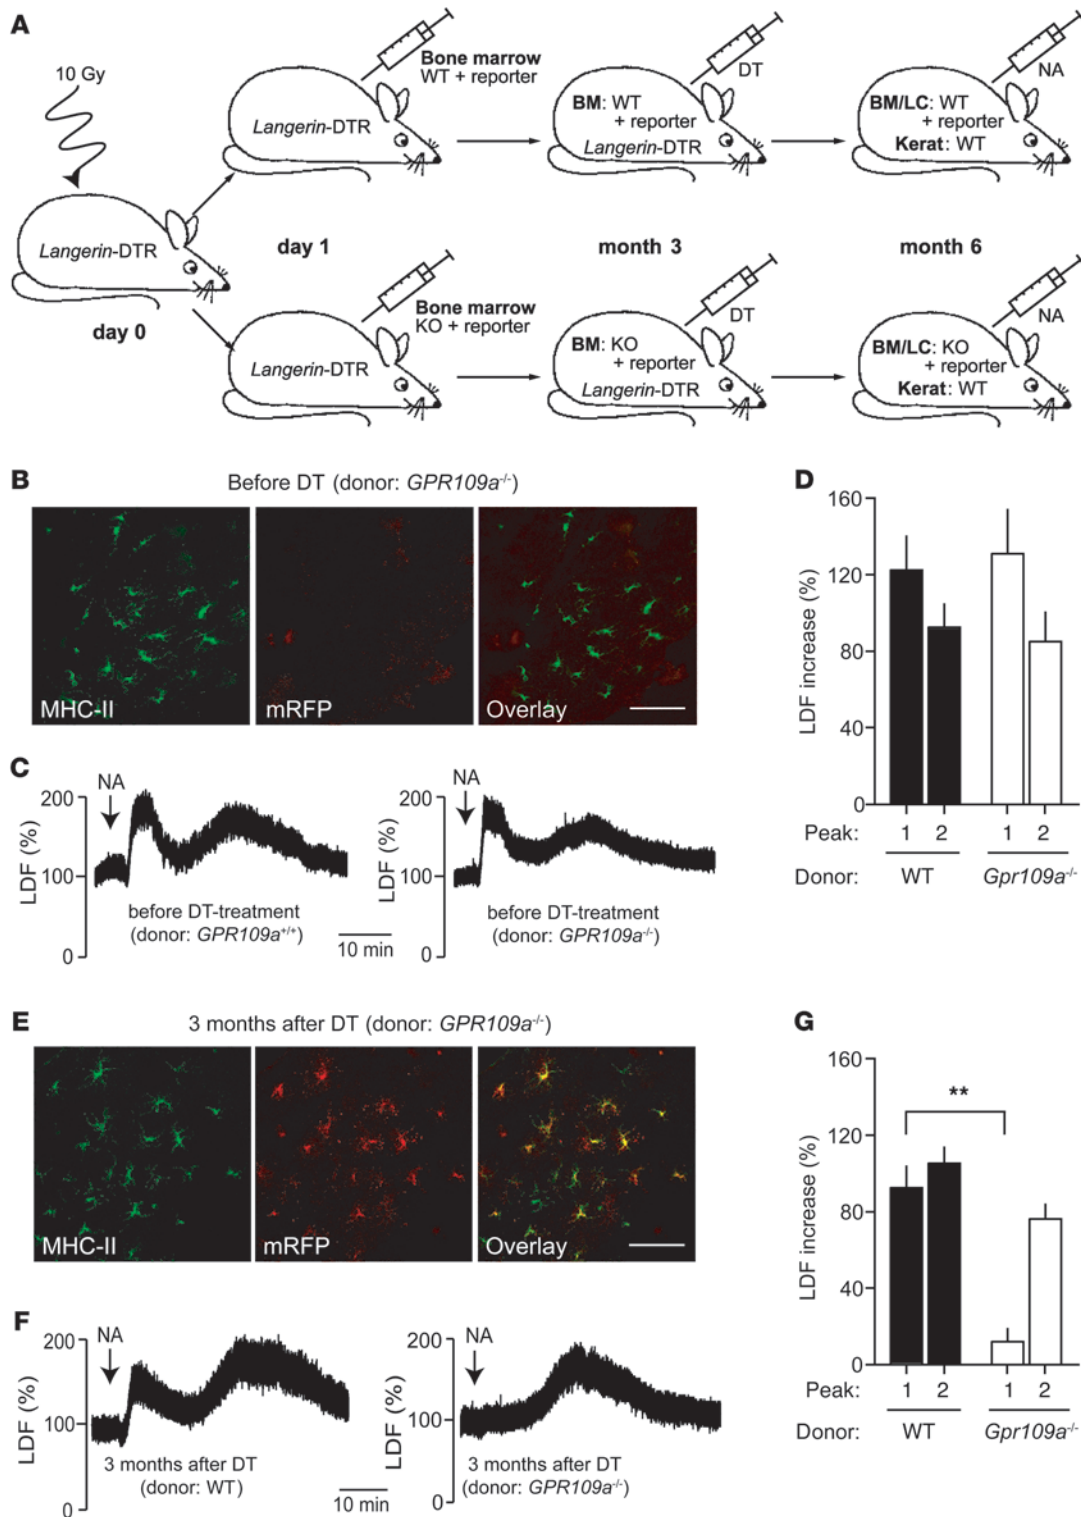 A
10 Gy
Langerin-DTR
day 0
Langerin-DTR
Bone marrow
WT + reporter
BM: WT
+ reporter
Langerin-DTR
DT
BM/LC: WT
+ reporter
Kerat: WT
NA
day 1
month 3
month 6
Langerin-DTR
Bone marrow
KO + reporter
BM: KO
+ reporter
Langerin-DTR
DT
BM/LC: KO
+ reporter
Kerat: WT
NA
B
Before DT (donor: GPR109a-/-)
MHC-II
mRFP
Overlay
C
NA
200
100
0
LDF (%)
before DT-treatment
(donor: GPR109a+/+)
10 min
NA
200
100
0
LDF (%)
before DT-treatment
(donor: GPR109a-/-)
D
160
120
80
40
0
LDF increase (%)
Peak: 1 2 1 2
Donor: WT Gpr109a-/-
E
3 months after DT (donor: GPR109a-/-)
MHC-II
mRFP
Overlay
F
NA
200
100
0
LDF (%)
3 months after DT
(donor: WT)
10 min
NA
200
100
0
LDF (%)
3 months after DT
(donor: GPR109a-/-)
G
160
120
80
40
0
LDF increase (%)
**
Peak: 1 2 1 2
Donor: WT Gpr109a-/-